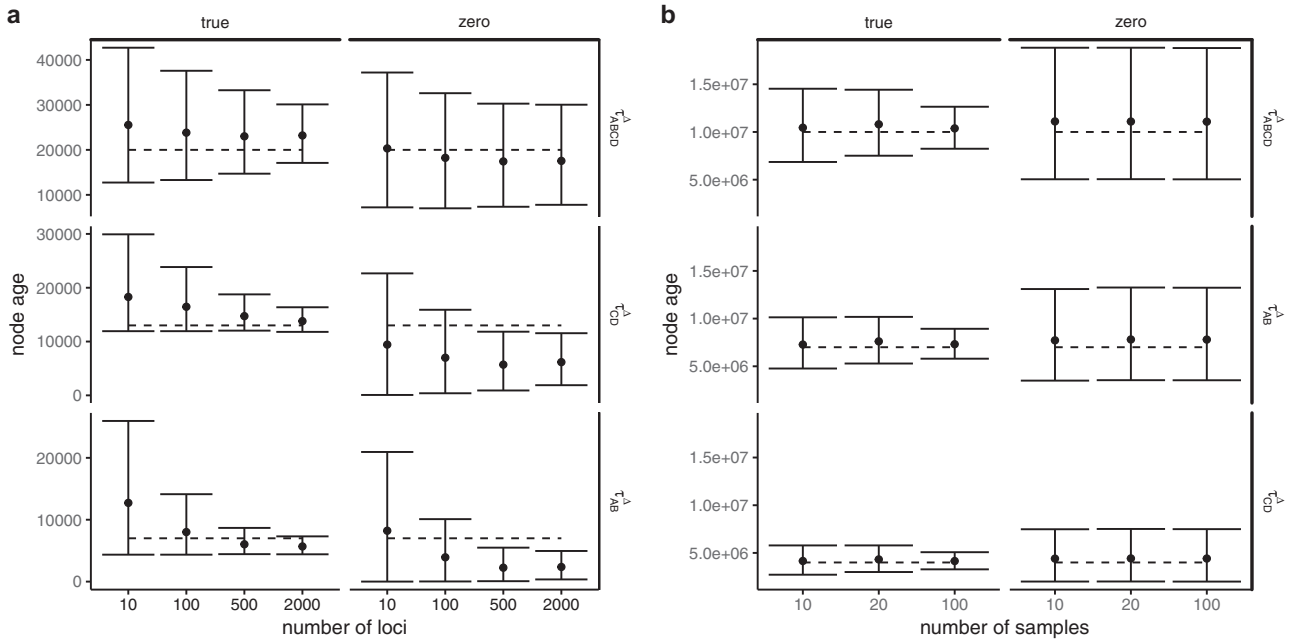 a
true
zero
40000
30000
20000
10000
τ^Δ_ABCD
30000
20000
10000
0
τ^Δ_CD
20000
10000
0
τ^Δ_AB
node age
10
100
500
2000
10
100
500
2000
number of loci
b
true
zero
1.5e+07
1.0e+07
5.0e+06
τ^Δ_ABCD
1.5e+07
1.0e+07
5.0e+06
τ^Δ_AB
1.5e+07
1.0e+07
5.0e+06
τ^Δ_CD
node age
10
20
100
10
20
100
number of samples